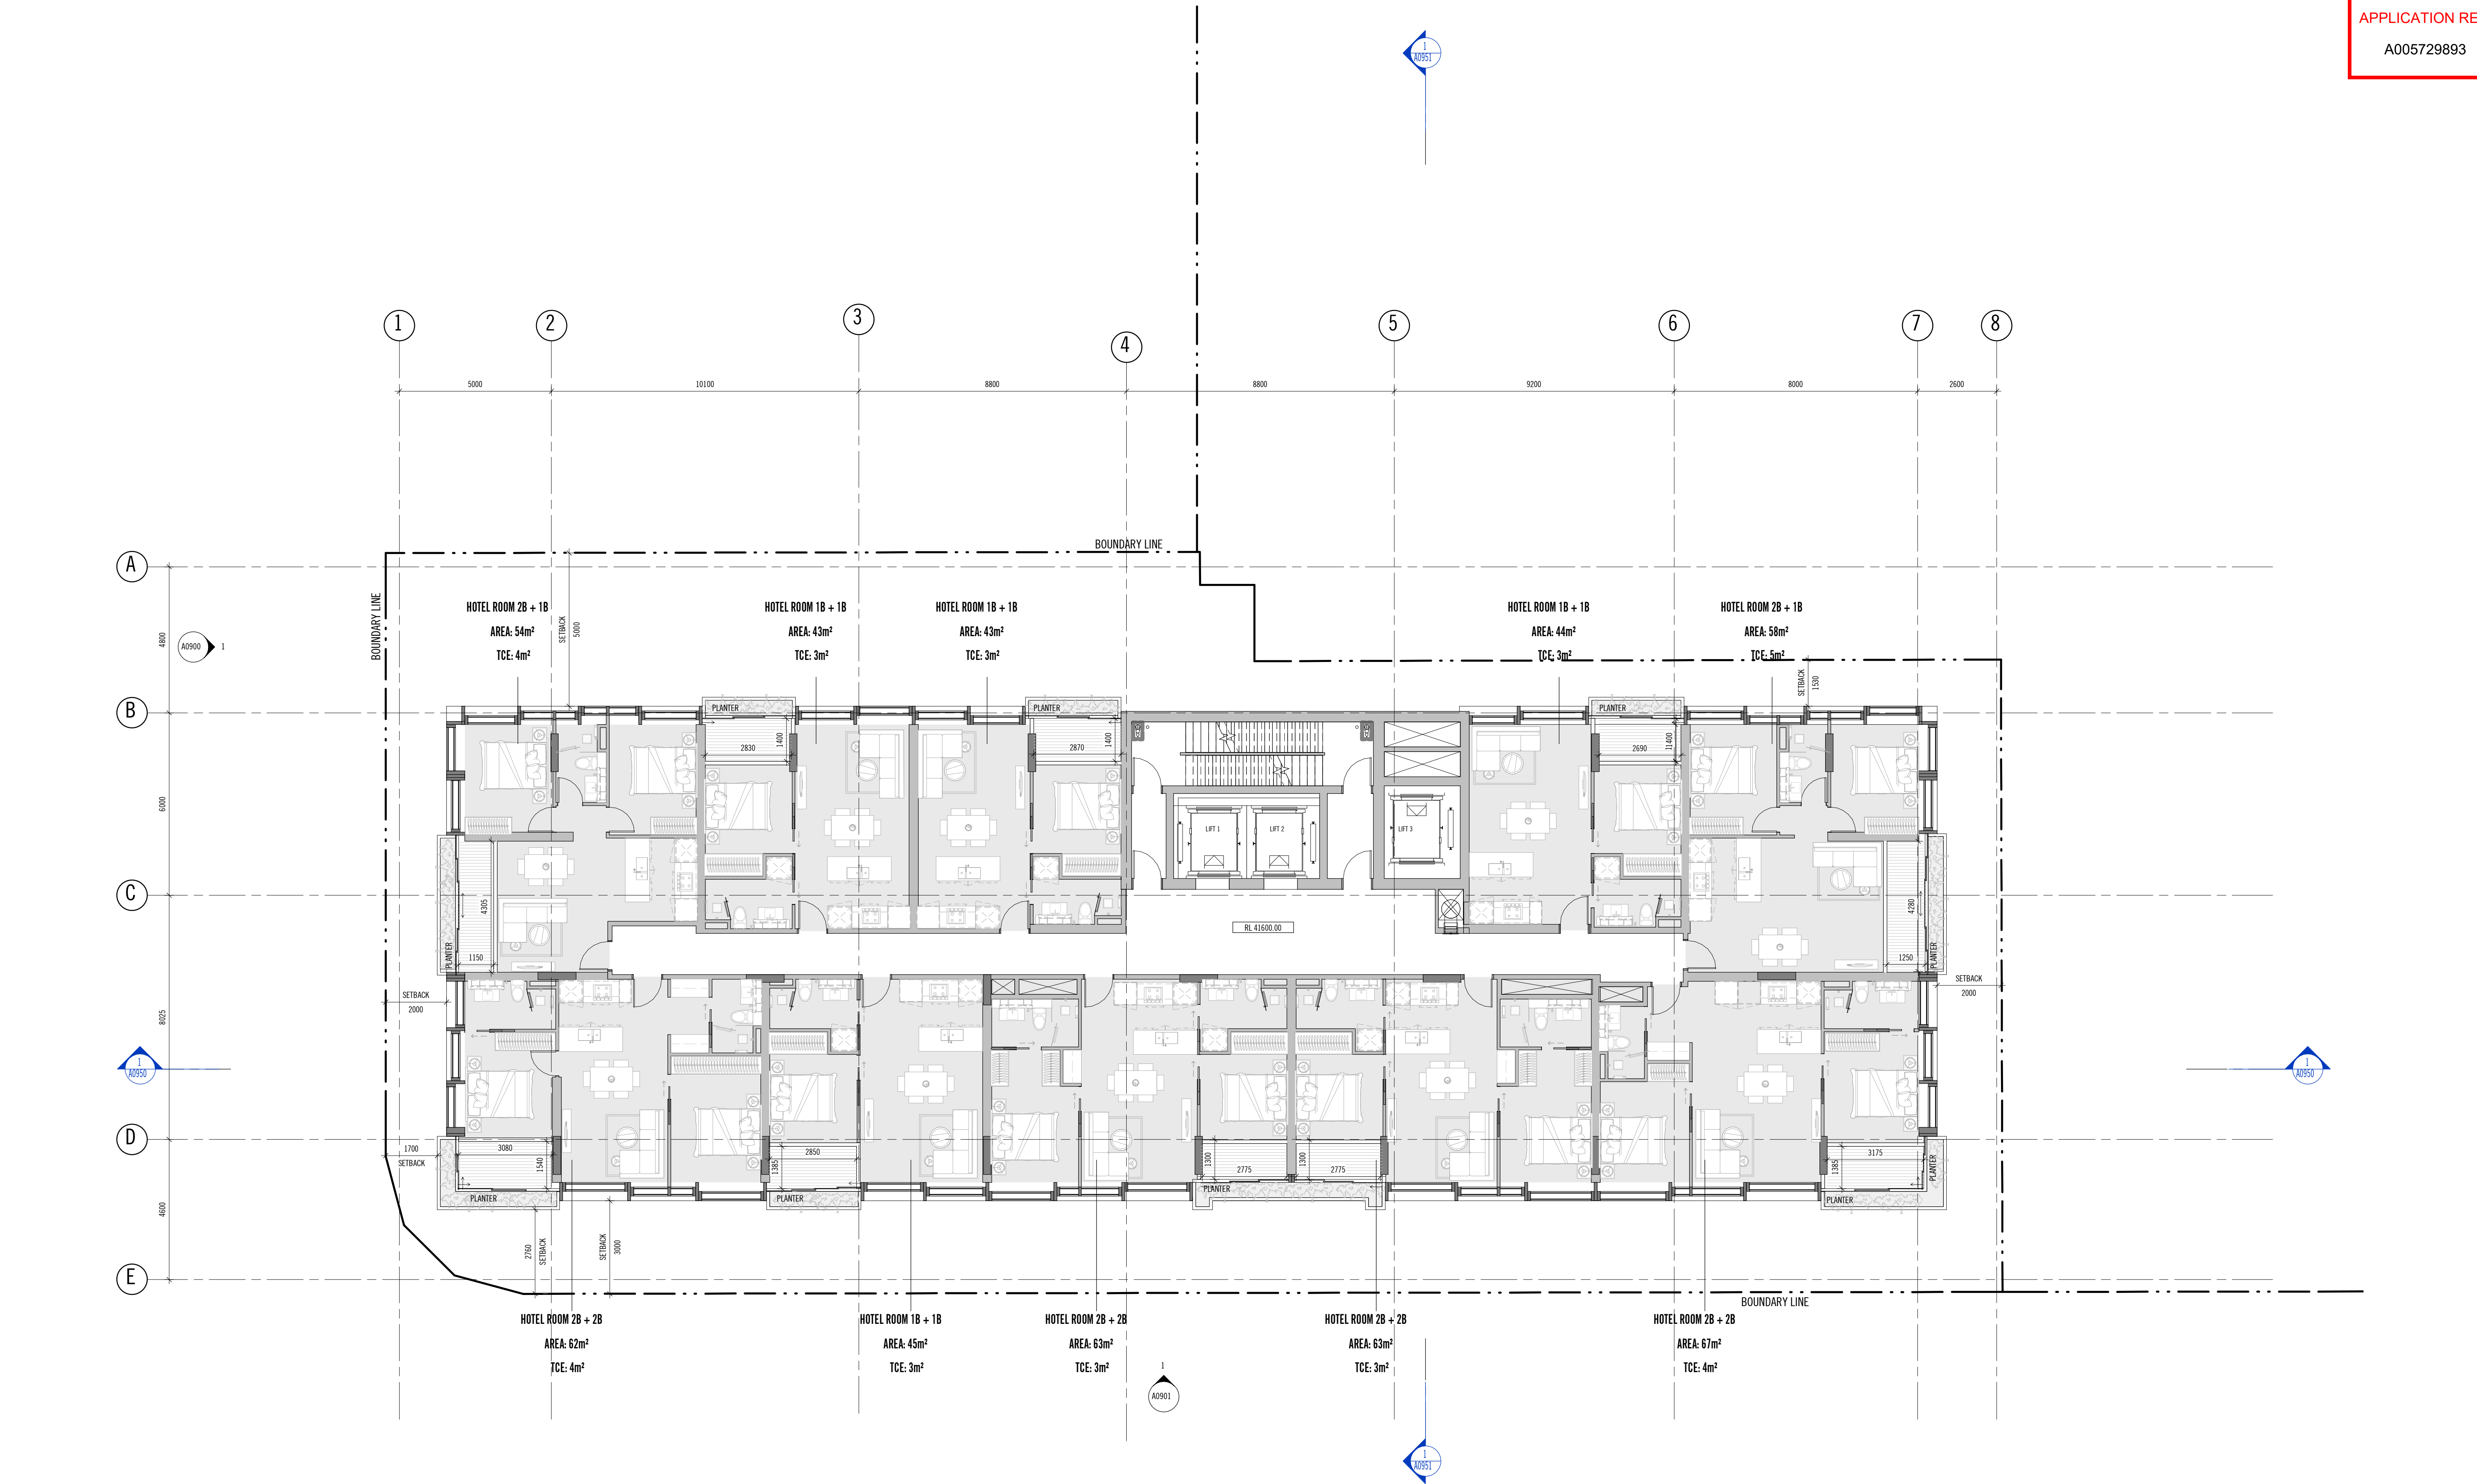 APPLICATION RE
A005729893
1
A0951
1
2
3
4
5
6
7
8
5000
10100
8800
8800
9200
8000
2600
BOUNDARY LINE
A
BOUNDARY LINE
4800
A0900
1
HOTEL ROOM 2B + 1B
AREA: 54m²
TCE: 4m²
SETBACK
5000
HOTEL ROOM 1B + 1B
AREA: 43m²
TCE: 3m²
HOTEL ROOM 1B + 1B
AREA: 43m²
TCE: 3m²
HOTEL ROOM 1B + 1B
AREA: 44m²
TCE: 3m²
HOTEL ROOM 2B + 1B
AREA: 58m²
TCE: 5m²
SETBACK
1530
B
PLANTER
PLANTER
PLANTER
2830
1400
2870
1400
2690
11400
6000
LIFT 1
LIFT 2
LIFT 3
C
4305
4280
RL 41600.00
PLANTER
1150
1250
PLANTER
SETBACK
2000
SETBACK
2000
8025
1
A0950
1
A0950
D
1700
SETBACK
3080
1540
2850
1385
1300
2775
1300
2775
3175
1385
PLANTER
PLANTER
PLANTER
PLANTER
PLANTER
4600
2760
SETBACK
SETBACK
3000
E
BOUNDARY LINE
HOTEL ROOM 2B + 2B
AREA: 62m²
TCE: 4m²
HOTEL ROOM 1B + 1B
AREA: 45m²
TCE: 3m²
HOTEL ROOM 2B + 2B
AREA: 63m²
TCE: 3m²
HOTEL ROOM 2B + 2B
AREA: 63m²
TCE: 3m²
HOTEL ROOM 2B + 2B
AREA: 67m²
TCE: 4m²
1
A0901
1
A0951